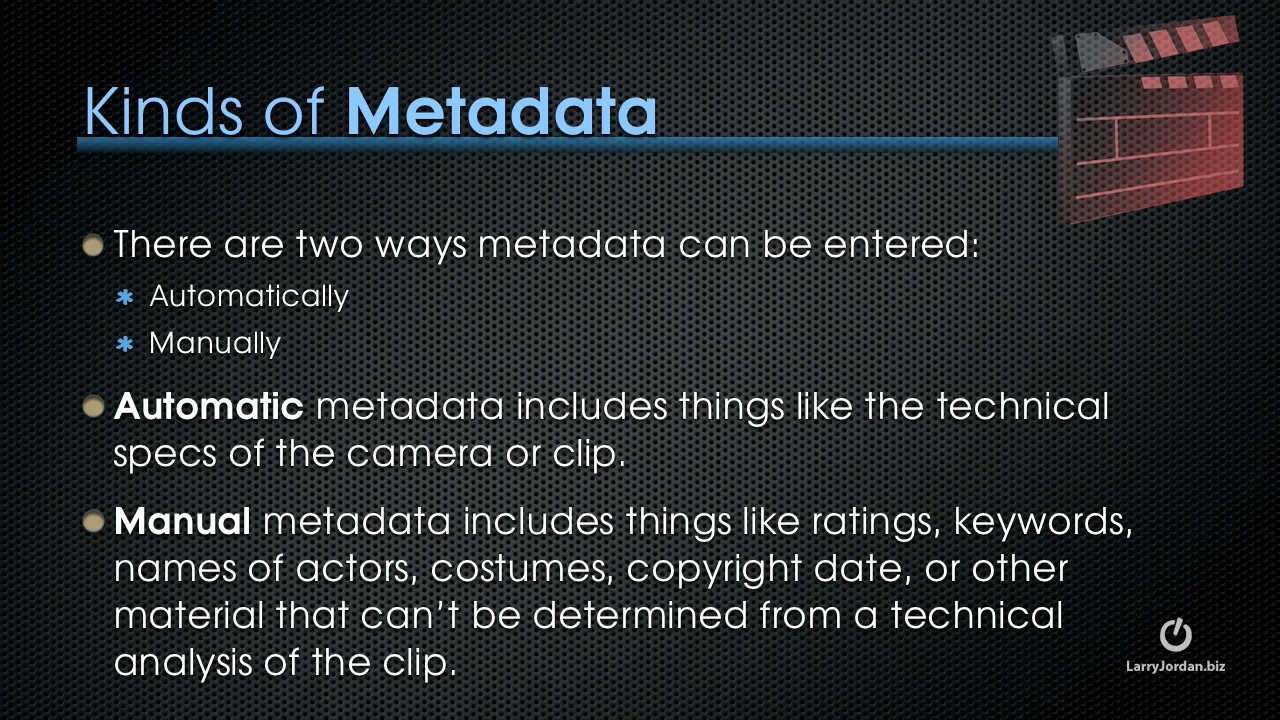 Kinds of Metadata
There are two ways metadata can be entered:
Automatically
Manually
Automatic metadata includes things like the technical
specs of the camera or clip.
Manual metadata includes things like ratings, keywords,
names of actors, costumes, copyright date, or other
material that can’t be determined from a technical
analysis of the clip.
LarryJordan.biz